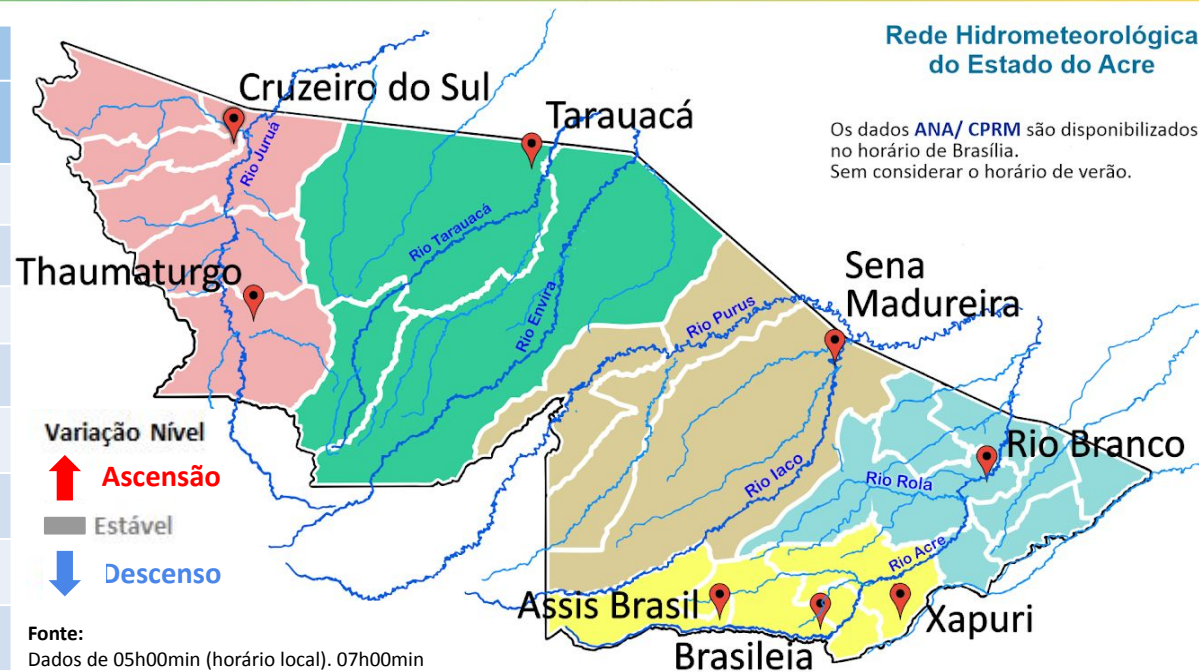 Rede Hidrometeorológica
do Estado do Acre
Os dados ANA/ CPRM são disponibilizados
no horário de Brasília.
Sem considerar o horário de verão.
Cruzeiro do Sul
Tarauacá
Rio Juruá
Rio Tarauacá
Thaumaturgo
Rio Envira
Sena
Madureira
Rio Purus
Variação Nível
Ascensão
Estável
Descenso
Rio Branco
Rio Iaco
Rio Rola
Rio Acre
Assis Brasil
Xapuri
Brasileia
Fonte:
Dados de 05h00min (horário local). 07h00min